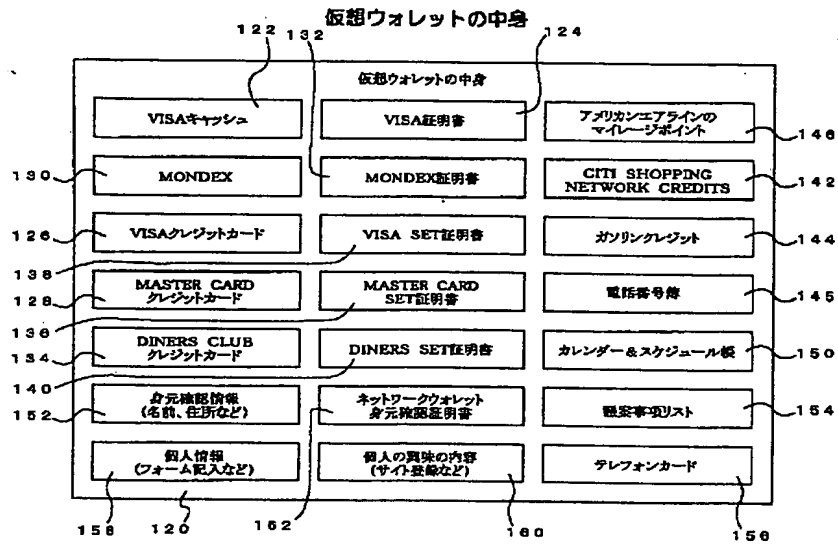 仮想ウォレットの中身
122 132 124
仮想ウォレットの中身
VISAキャッシュ
VISA証明書
アメリカンエアラインの
マイレージポイント
146
130
MONDEX
MONDEX証明書
CITI SHOPPING
NETWORK CREDITS
142
126
VISAクレジットカード
VISA SET証明書
ガソリンクレジット
144
138
128
MASTER CARD
クレジットカード
MASTER CARD
SET証明書
電話番号簿
145
136
134
DINERS CLUB
クレジットカード
DINERS SET証明書
カレンダー&スケジュール帳
150
140
152
身元確認情報
(名前、住所など)
ネットワークウォレット
身元確認証明書
懸案事項リスト
154
個人情報
(フォーム記入など)
個人の興味の内容
(サイト登録など)
テレフォンカード
158 120 162 160 156